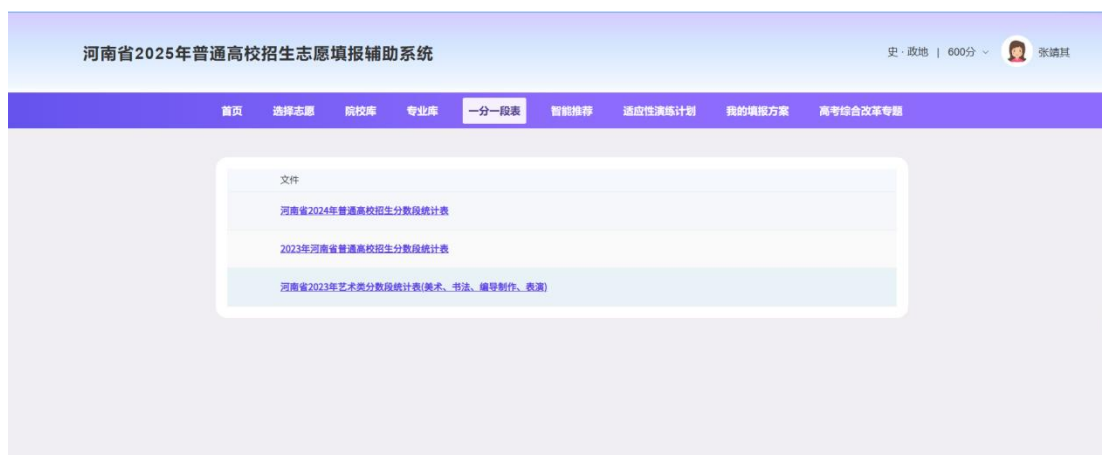 河南省2025年普通高校招生志愿填报辅助系统
史·政地 | 600分 张靖其
首页 选择志愿 院校库 专业库 一分一段表 智能推荐 适应性演练计划 我的填报方案 高考综合改革专题
文件
河南省2024年普通高校招生分数段统计表
2023年河南省普通高校招生分数段统计表
河南省2023年艺术类分数段统计表(美术、书法、编导制作、表演)